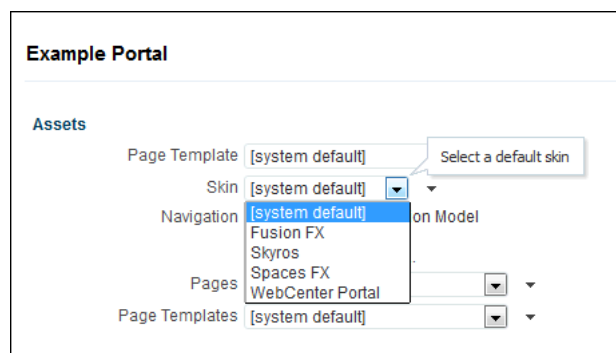 Example Portal
Assets
Page Template [system default]
Select a default skin
Skin [system default]
[system default]
Navigation on Model
Fusion FX
Skyros
Spaces FX
WebCenter Portal
Pages
Page Templates [system default]